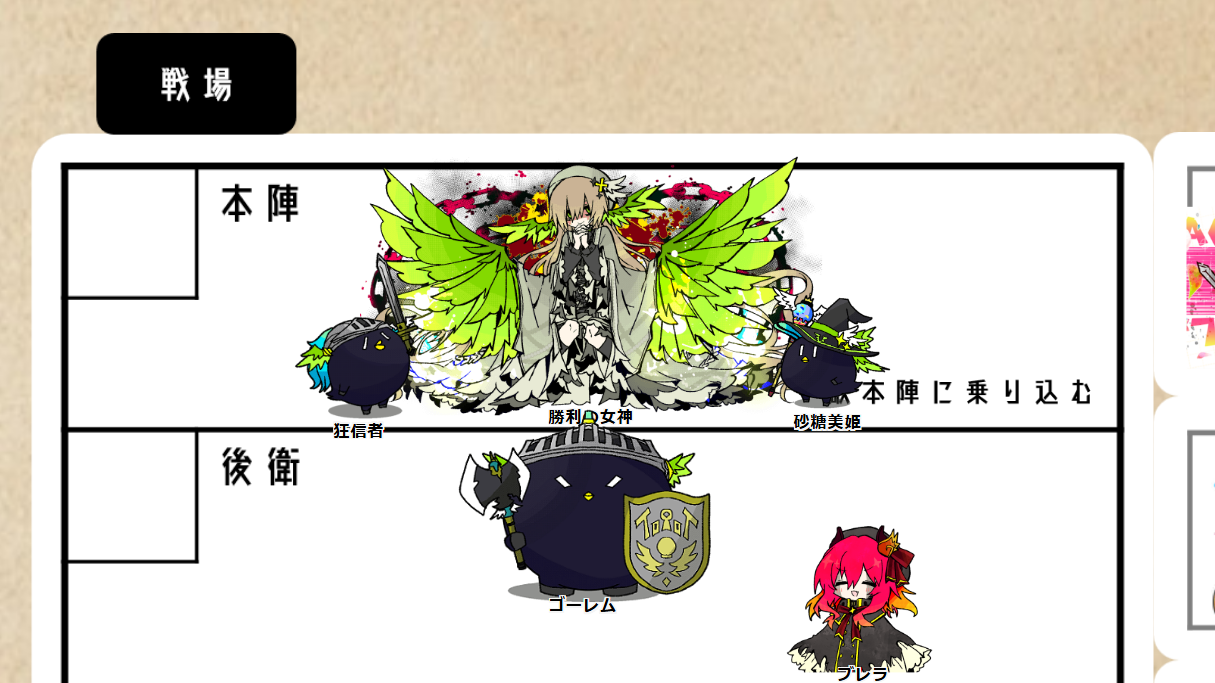 戦場
本陣
本陣に乗り込む
狂信者
勝利の女神
砂糖美姫
後衛
ゴーレム
ブレラ